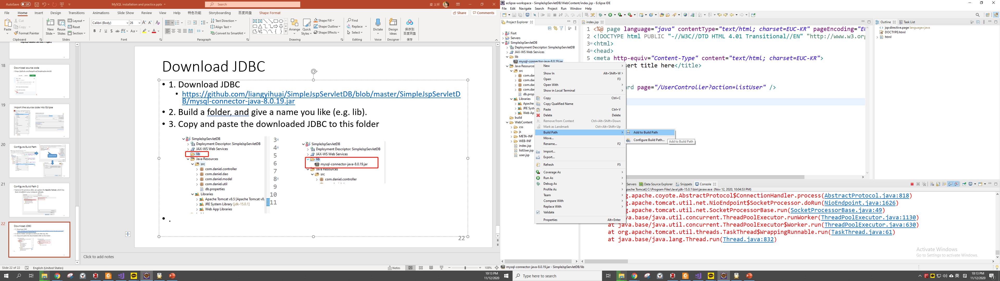 AutoSave Off MySQL installation and practice.pptx Search 梁 义怀
File Home Insert Design Transitions Animations Slide Show Review View Help 特色功能 Storyboarding 百度网盘 Shape Format Share Comments
Paste Cut Copy Format Painter Clipboard
New Slides Reuse Slides Layout Reset Section Slides
Calibri (Body) 26 Font
Text Direction Align Text Convert to SmartArt Paragraph
Arrange Quick Styles Shape Fill Shape Outline Shape Effects Drawing
Find Replace Select Editing
Dictate Voice
Design Ideas Designer
保存到 百度网盘 保存
MySQL-based Servlet Project
18
Download source code
19
Import the source code into Eclipse
20
Configure Build Path
21
Configure Build Path 2
22
Download JDBC
Download JDBC
• 1. Download JDBC
• https://github.com/liangyihuai/SimpleJspServletDB/blob/master/SimpleJspServletD
B/mysql-connector-java-8.0.19.jar
• 2. Build a folder, and give a name you like (e.g. lib).
• 3. Copy and paste the downloaded JDBC to this folder
SimpleJspServletDB
Deployment Descriptor: SimpleJspServletDB
JAX-WS Web Services
lib
Java Resources
src
com.daniel.controller
com.daniel.dao
com.daniel.model
com.daniel.util
db.properties
Libraries
Apache Tomcat v8.5 [Apache Tomcat v8.
JRE System Library [jdk-15.0.1]
Web App Libraries
3
4
5
6
7
8
9
10
11
SimpleJspServletDB
Deployment Descriptor: SimpleJspServletDB
JAX-WS Web Services
lib
mysql-connector-java-8.0.19.jar
Java Resources
src
com.daniel.controller
• .
22
Click to add notes
Slide 22 of 22 English (United States) Notes 108%
10:13 PM
11/12/2020
eclipse-workspace - SimpleJspServletDB/WebContent/index.jsp - Eclipse IDE
File Edit Navigate Search Project Run Window Help
Project Explorer
Fisrt
Servers
SimpleJspServletDB
Deployment Descriptor: SimpleJspServletDB
JAX-WS Web Services
lib
mysql-connector-java-8.0.19.jar
Java Resources
src
com.da
com.da
com.da
com.da
db.prop
Libraries
Apache
JRE Syst
Web Ap
build
WebContent
css
js
META-INF
WEB-INF
index.jsp
listUser.jsp
user.jsp
New
Show In Alt+Shift+W
Open F3
Open With
Show in Local Terminal
Copy Ctrl+C
Copy Qualified Name
Paste Ctrl+V
Delete Delete
Remove from Context Ctrl+Alt+Shift+Down
Mark as Landmark Ctrl+Alt+Shift+Up
Build Path
Move...
Rename... F2
Import...
Export...
Refresh F5
Coverage As
Run As
Debug As
Profile As
Team
Compare With
Replace With
Validate
Properties Alt+Enter
Add to Build Path
Configure Build Path...
Add to Build Path
index.jsp
1 <%@ page language="java" contentType="text/html; charset=EUC-KR" pageEncoding="EU
2 <!DOCTYPE html PUBLIC "-//W3C//DTD HTML 4.01 Transitional//EN" "http://www.w3.org
3 <html>
4 <head>
5 <meta http-equiv="Content-Type" content="text/html; charset=EUC-KR">
sert title here</title>
rd page="/UserController?action=listUser" />
Outline Task List
jsp:directive.page language=java
DOCTYPE:html
html
Servers Data Source Explorer Snippets Console
pache Tomcat] C:\Program Files\Java\jdk-15.0.1\bin\javaw.exe (Nov 12, 2020, 10:04:53 PM)
g.apache.coyote.AbstractProtocol$ConnectionHandler.process(AbstractProtocol.java:818)
g.apache.tomcat.util.net.NioEndpoint$SocketProcessor.doRun(NioEndpoint.java:1626)
g.apache.tomcat.util.net.SocketProcessorBase.run(SocketProcessorBase.java:49)
va.base/java.util.concurrent.ThreadPoolExecutor.runWorker(ThreadPoolExecutor.java:1130)
at java.base/java.util.concurrent.ThreadPoolExecutor$Worker.run(ThreadPoolExecutor.java:630)
at org.apache.tomcat.util.threads.TaskThread$WrappingRunnable.run(TaskThread.java:61)
at java.base/java.lang.Thread.run(Thread.java:832)
Activate Windows
Go to Settings to activate Windows.
mysql-connector-java-8.0.19.jar - SimpleJspServletDB/lib
Type here to search
英
10:13 PM
11/12/2020